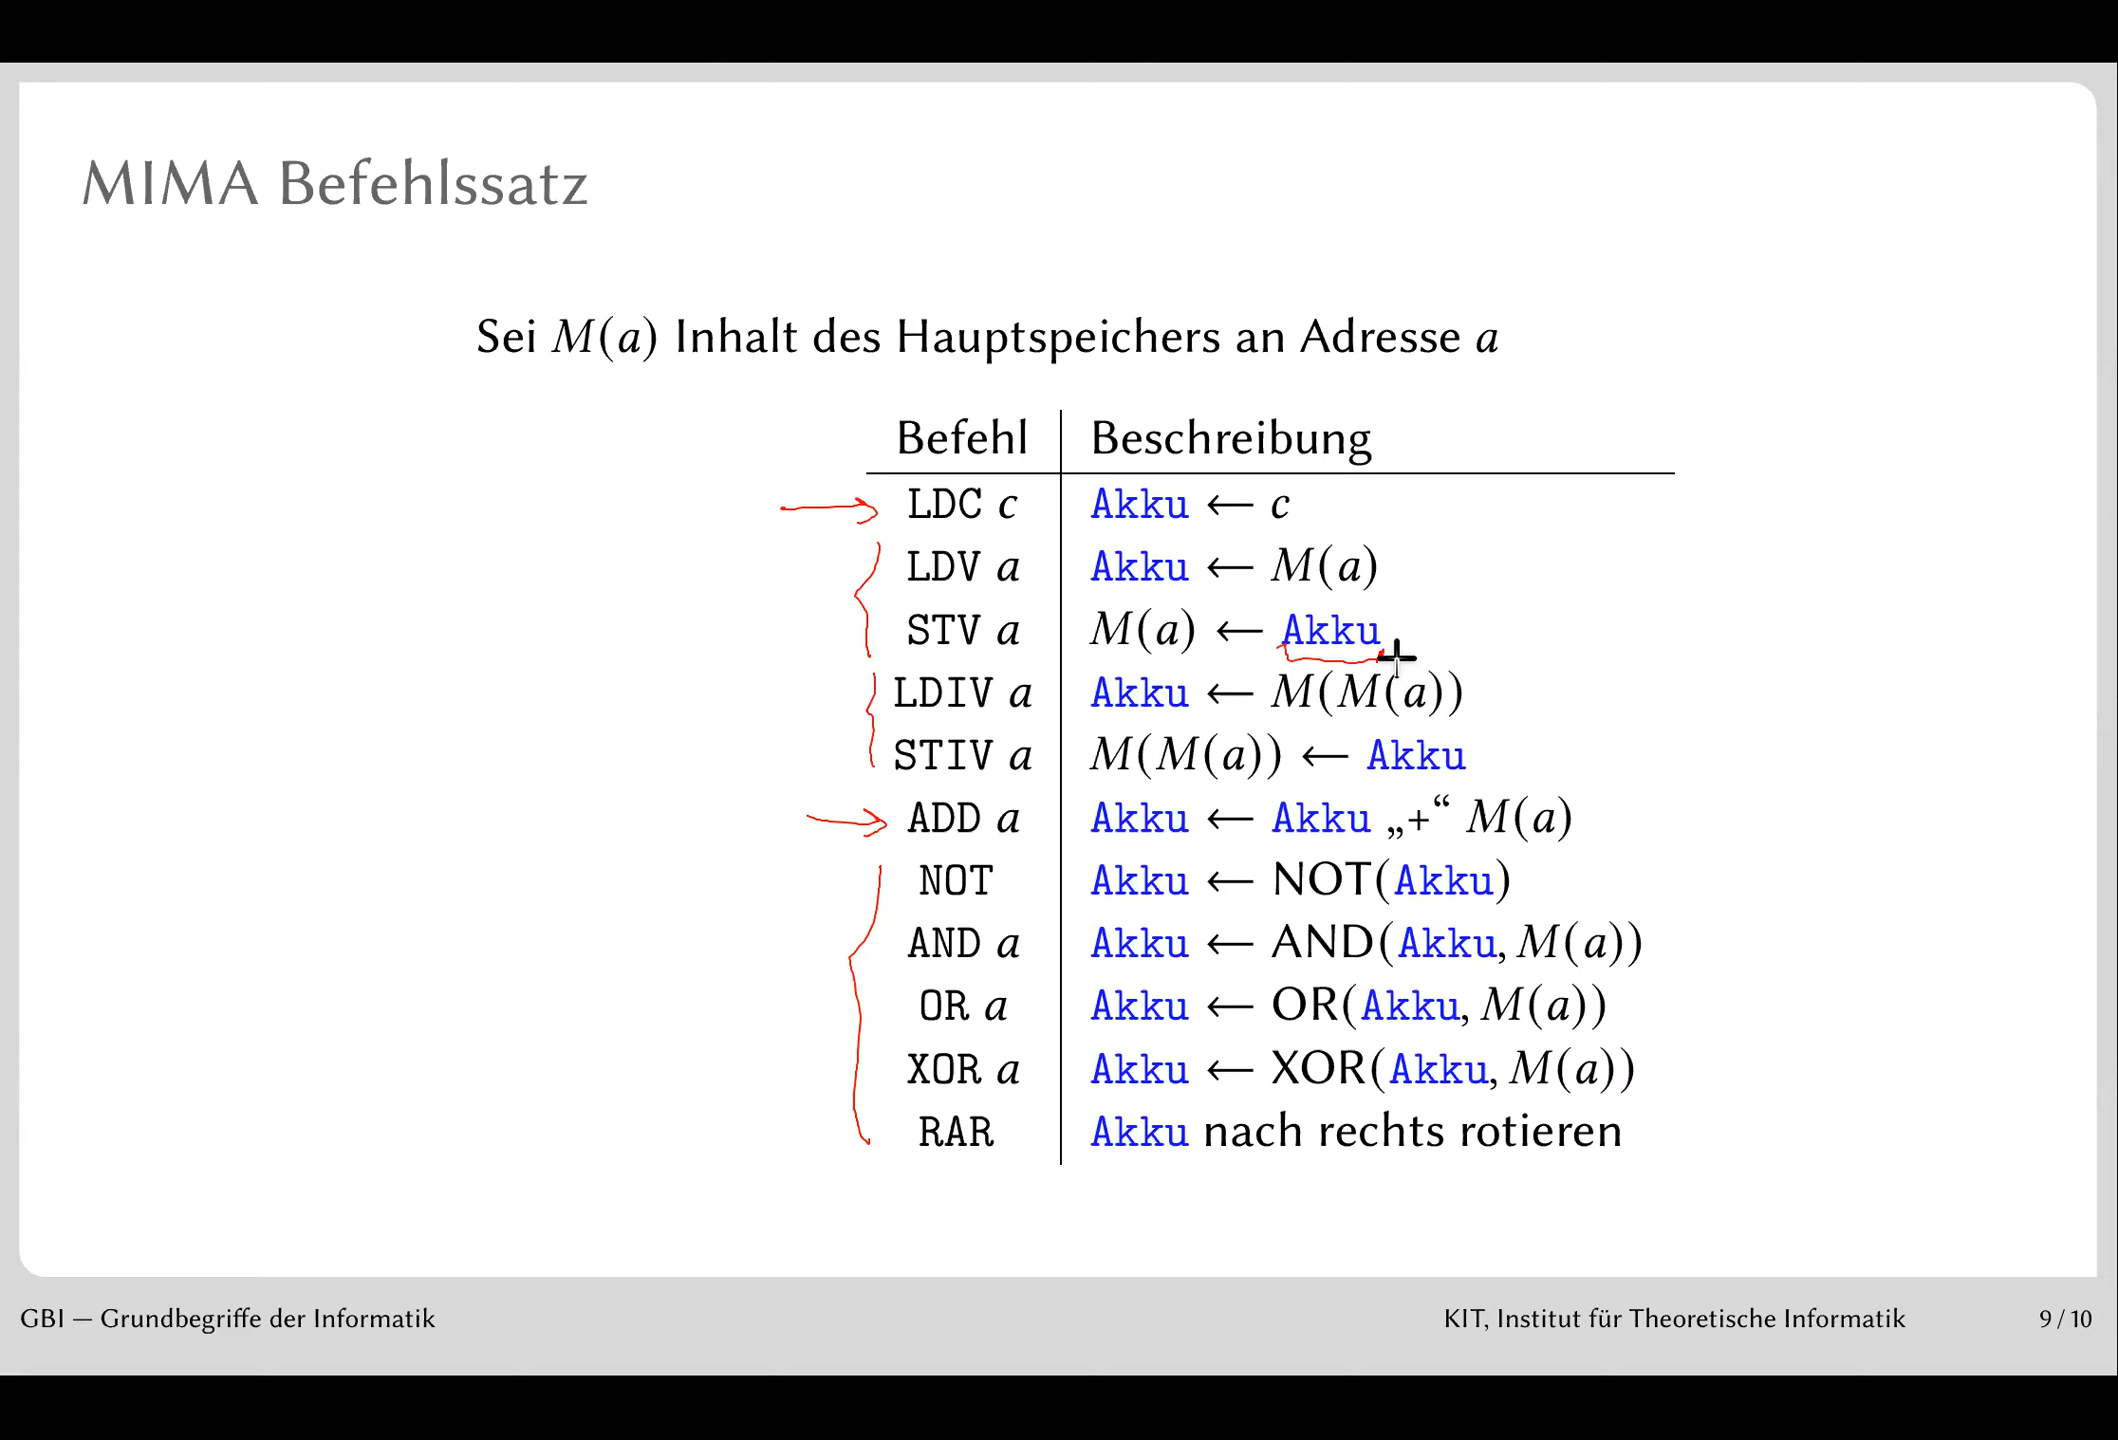 MIMA Befehlssatz
Sei M(a) Inhalt des Hauptspeichers an Adresse a
Befehl Beschreibung
LDC c Akku ← c
LDV a Akku ← M(a)
STV a M(a) ← Akku
LDIV a Akku ← M(M(a))
STIV a M(M(a)) ← Akku
ADD a Akku ← Akku „+“ M(a)
NOT Akku ← NOT(Akku)
AND a Akku ← AND(Akku, M(a))
OR a Akku ← OR(Akku, M(a))
XOR a Akku ← XOR(Akku, M(a))
RAR Akku nach rechts rotieren
GBI — Grundbegriffe der Informatik KIT, Institut für Theoretische Informatik 9 / 10